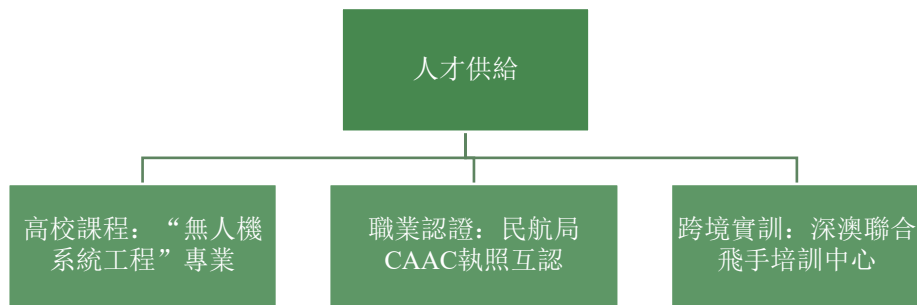 人才供給
高校課程：“無人機
系統工程”專業
職業認證：民航局
CAAC執照互認
跨境實訓：深澳聯合
飛手培訓中心